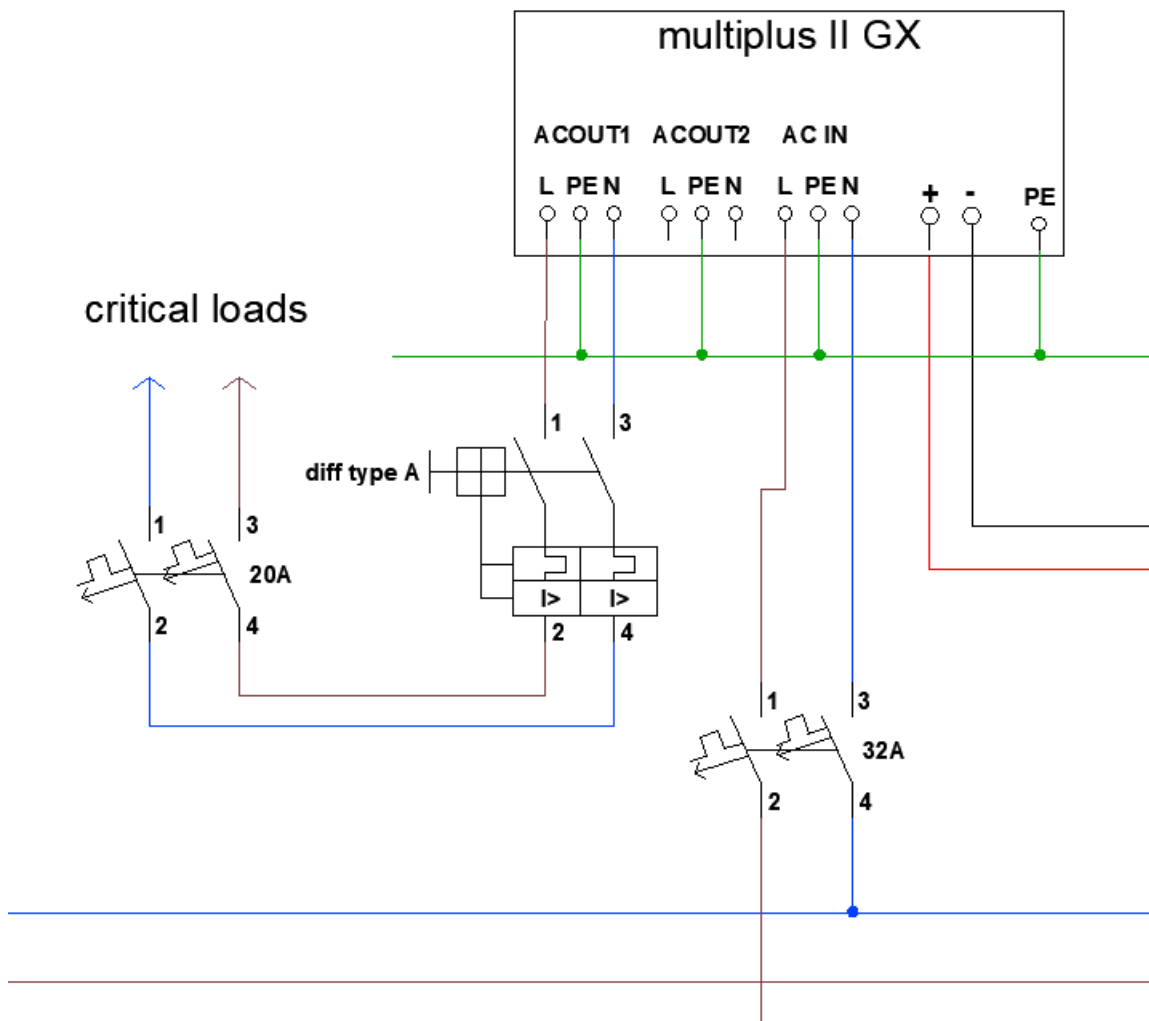 multiplus II GX
ACOUT1 ACOUT2 AC IN
L PE N L PE N L PE N + - PE
critical loads
1 3
diff type A
1 3
20A
I> I>
2 4 2 4
1 3
32A
2 4